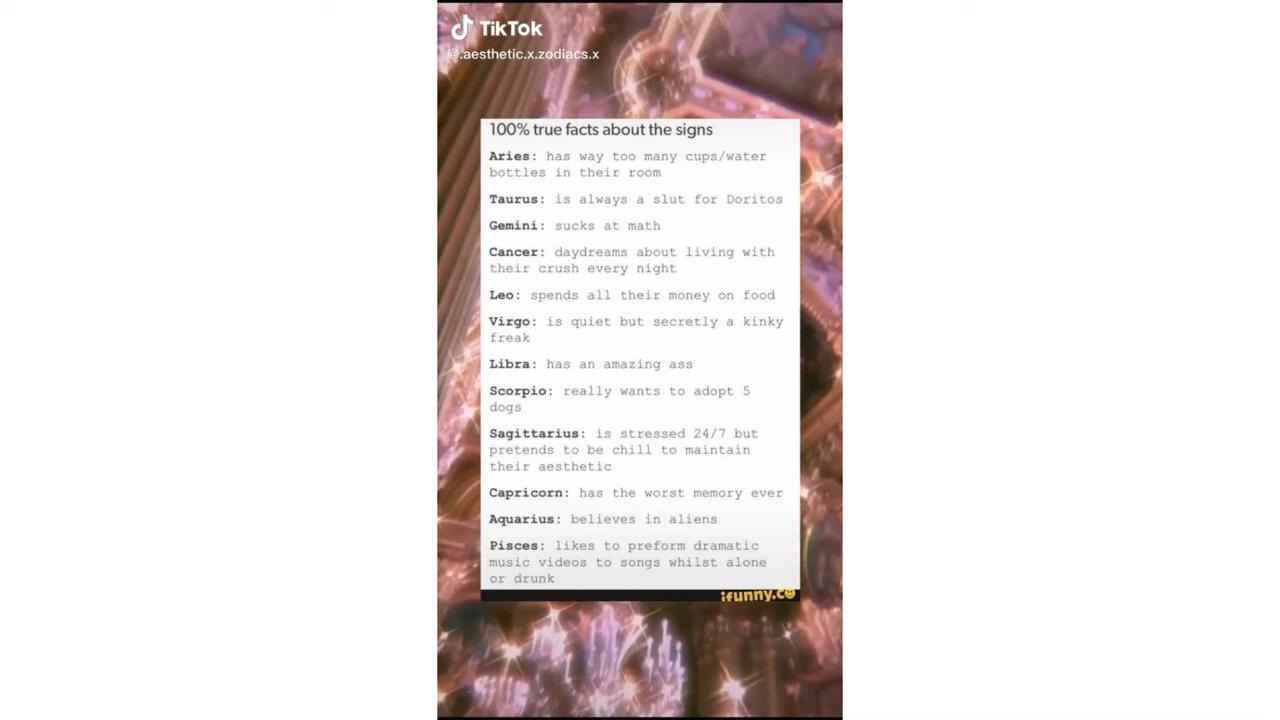 TikTok
@.aesthetic.x.zodiacs.x
100% true facts about the signs
Aries: has way too many cups/water
bottles in their room
Taurus: is always a slut for Doritos
Gemini: sucks at math
Cancer: daydreams about living with
their crush every night
Leo: spends all their money on food
Virgo: is quiet but secretly a kinky
freak
Libra: has an amazing ass
Scorpio: really wants to adopt 5
dogs
Sagittarius: is stressed 24/7 but
pretends to be chill to maintain
their aesthetic
Capricorn: has the worst memory ever
Aquarius: believes in aliens
Pisces: likes to preform dramatic
music videos to songs whilst alone
or drunk
ifunny.co